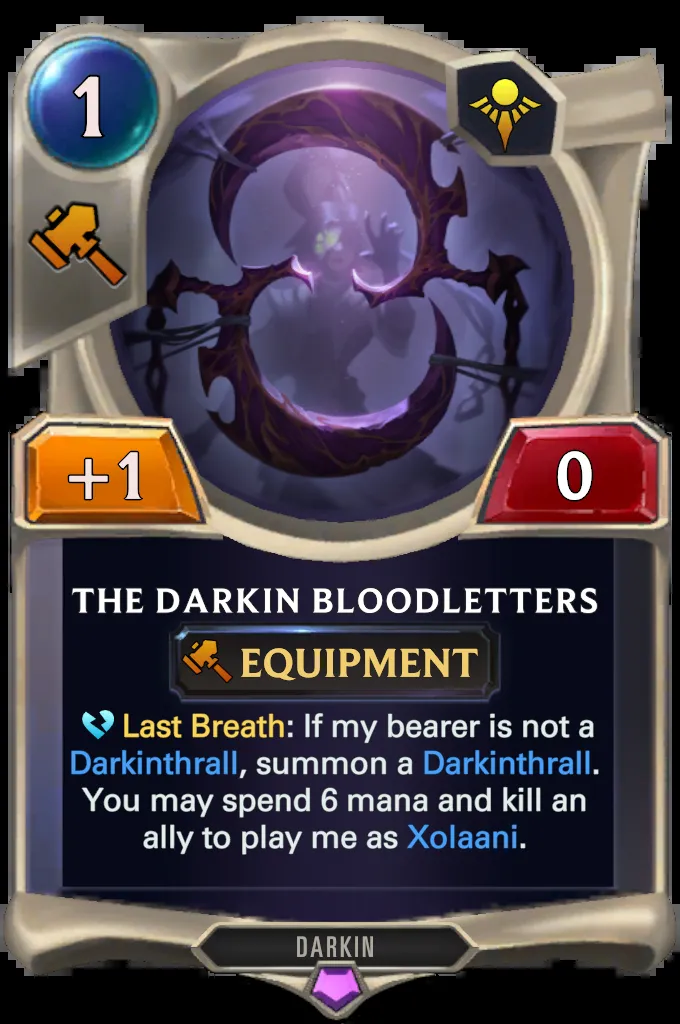 1
+1
0
THE DARKIN BLOODLETTERS
EQUIPMENT
Last Breath: If my bearer is not a
Darkinthrall, summon a Darkinthrall.
You may spend 6 mana and kill an
ally to play me as Xolaani.
DARKIN